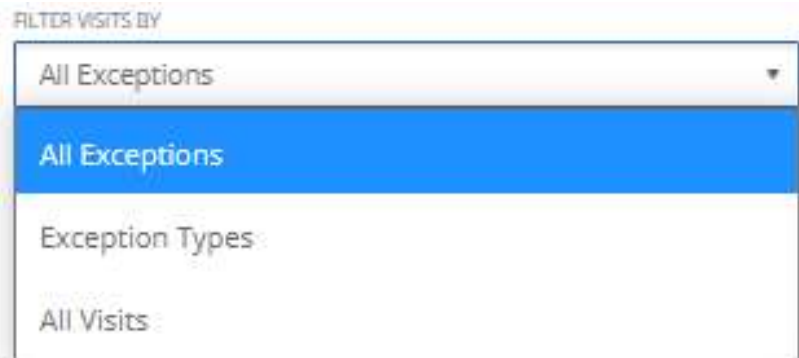 FILTER VISITS BY
All Exceptions
All Exceptions
Exception Types
All Visits